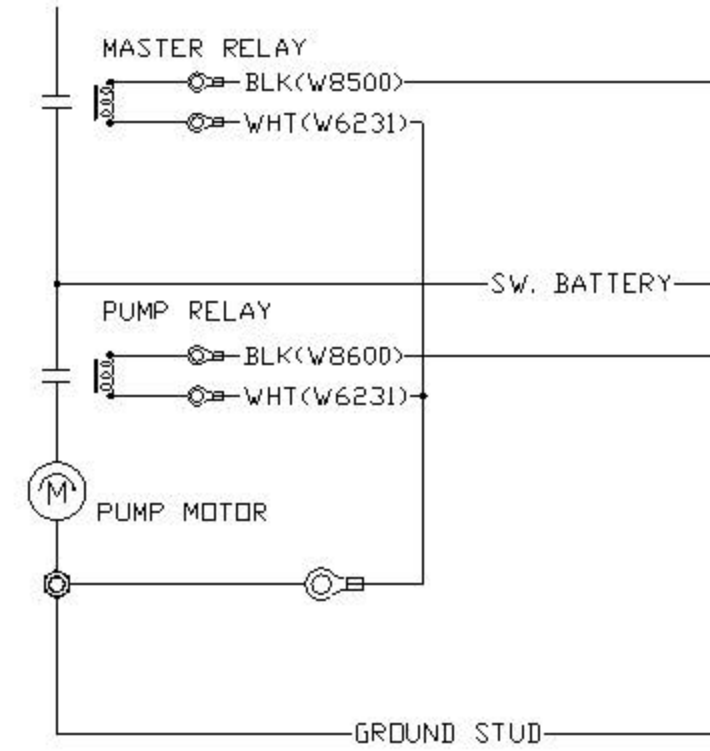 MASTER RELAY
BLK(W8500)
WHT(W6231)
SW. BATTERY
PUMP RELAY
BLK(W8600)
WHT(W6231)
M
PUMP MOTOR
GROUND STUD